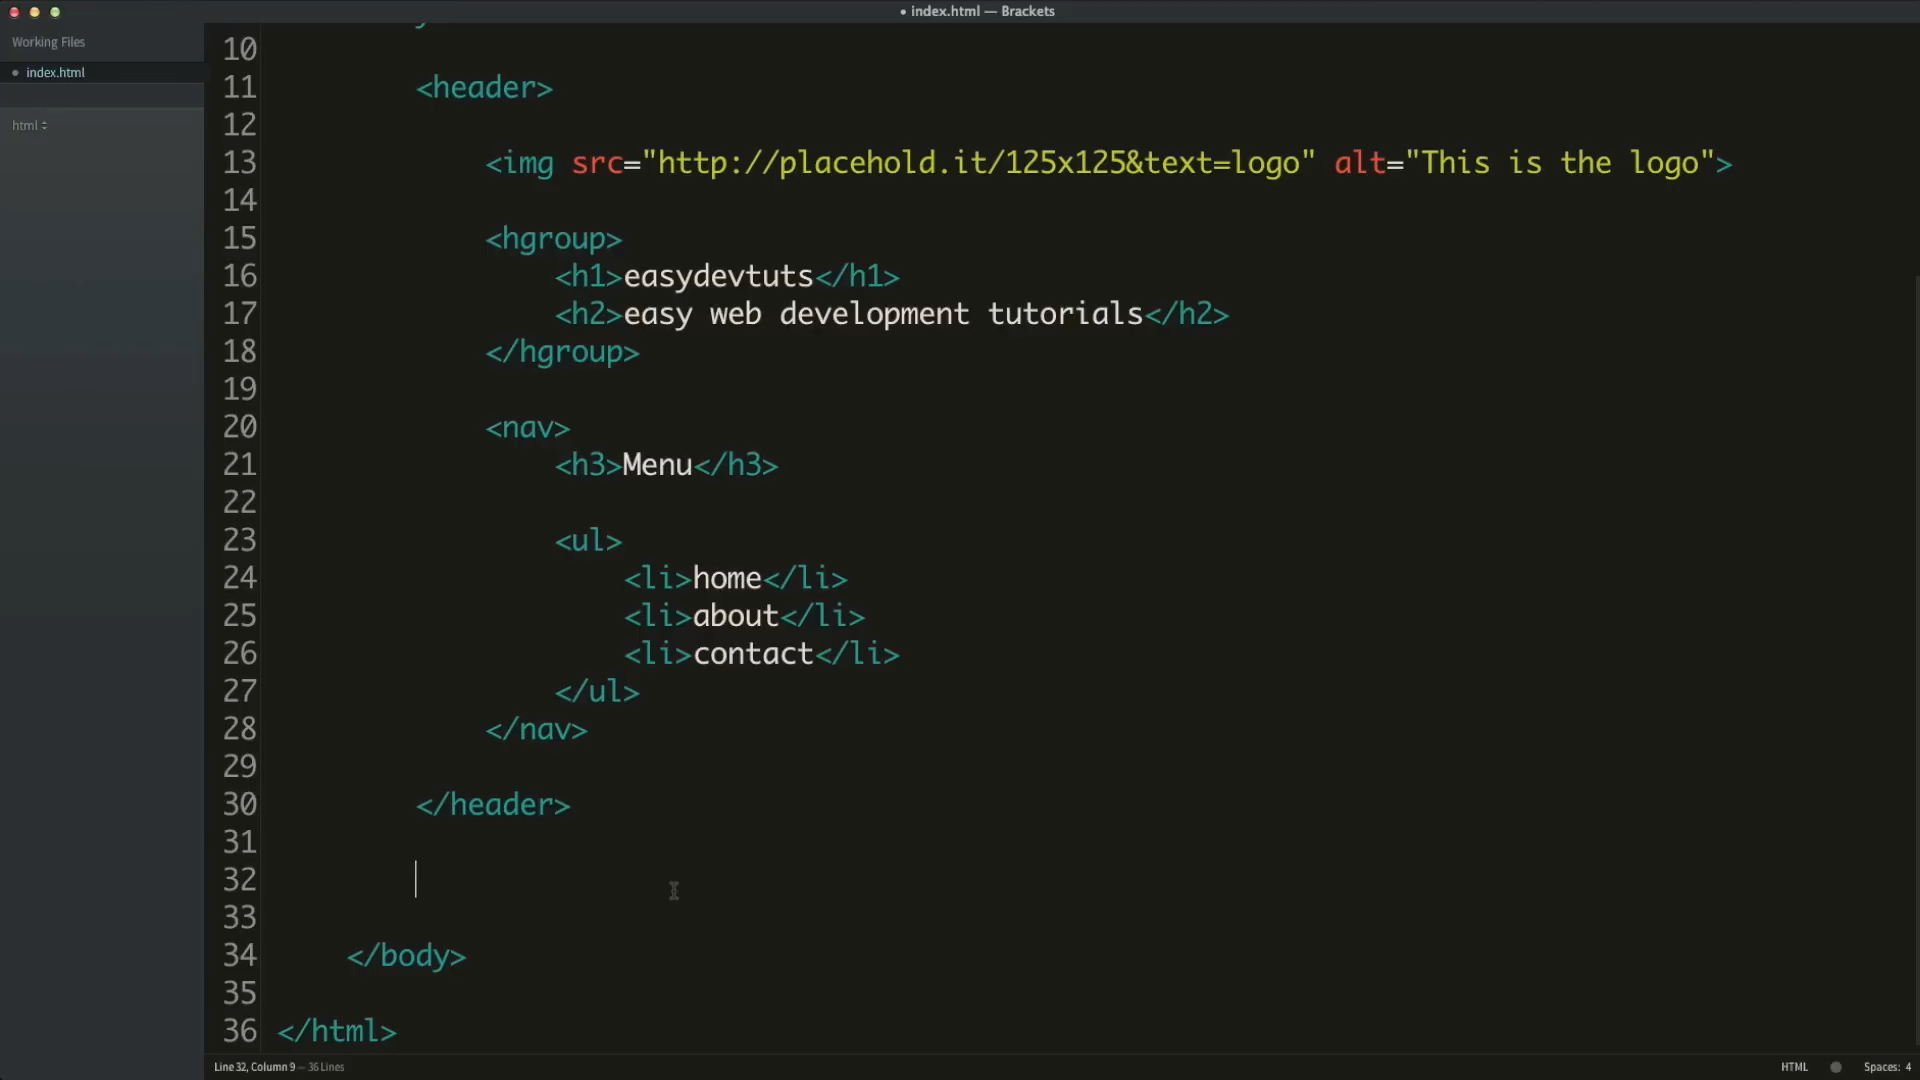 • index.html — Brackets
Working Files
• index.html
html
10
11 <header>
12
13 <img src="http://placehold.it/125x125&text=logo" alt="This is the logo">
14
15 <hgroup>
16 <h1>easydevtuts</h1>
17 <h2>easy web development tutorials</h2>
18 </hgroup>
19
20 <nav>
21 <h3>Menu</h3>
22
23 <ul>
24 <li>home</li>
25 <li>about</li>
26 <li>contact</li>
27 </ul>
28 </nav>
29
30 </header>
31
32
33
34 </body>
35
36 </html>
Line 32, Column 9 — 36 Lines
HTML
Spaces: 4